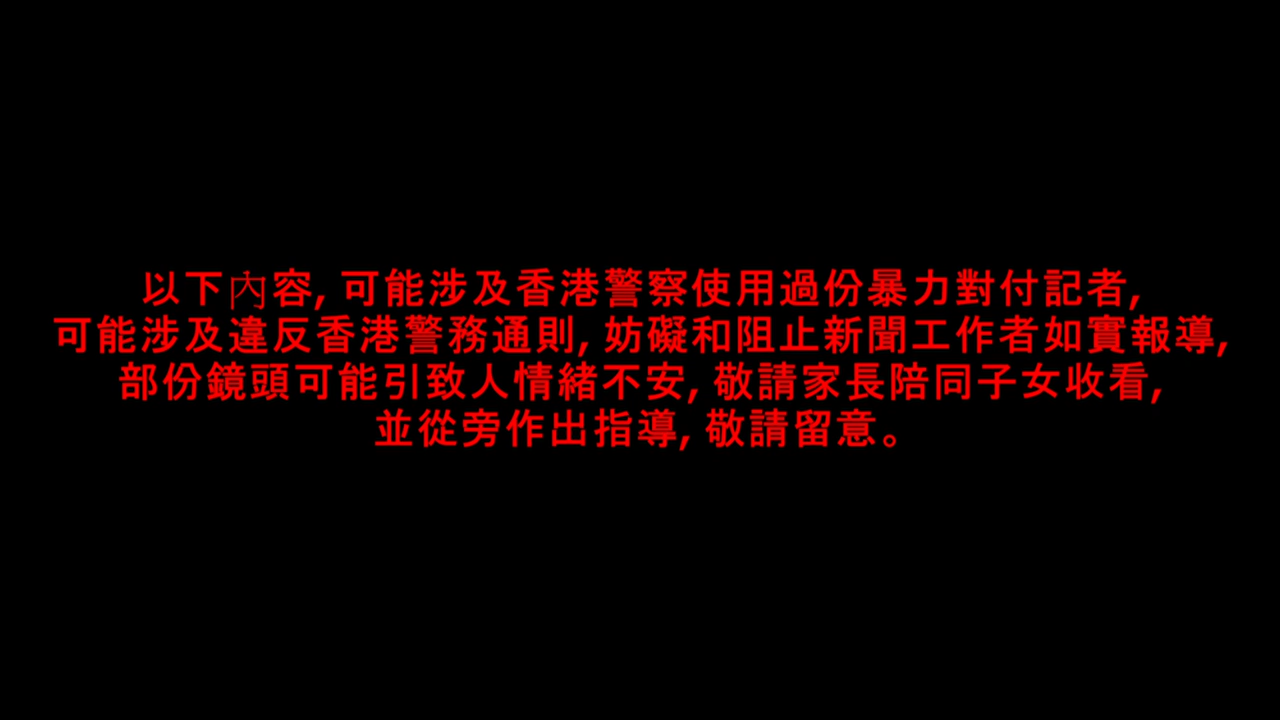 以下內容, 可能涉及香港警察使用過份暴力對付記者,
可能涉及違反香港警務通則, 妨礙和阻止新聞工作者如實報導,
部份鏡頭可能引致人情緒不安, 敬請家長陪同子女收看,
並從旁作出指導, 敬請留意。